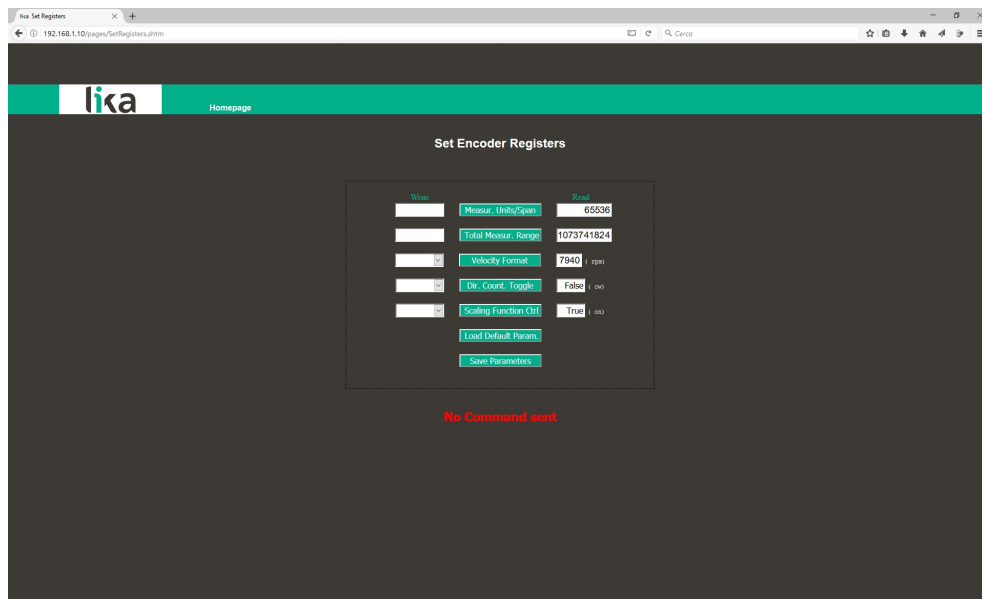 lika Set Registers
192.168.1.10/pages/SetRegisters.shtm
Cerca
lika
Homepage
Set Encoder Registers
Write Read
Measur. Units/Span 65536
Total Measur. Range 1073741824
Velocity Format 7940 ( rpm)
Dir. Count. Toggle False ( cw)
Scaling Function Ctrl True ( on)
Load Default Param.
Save Parameters
No Command sent